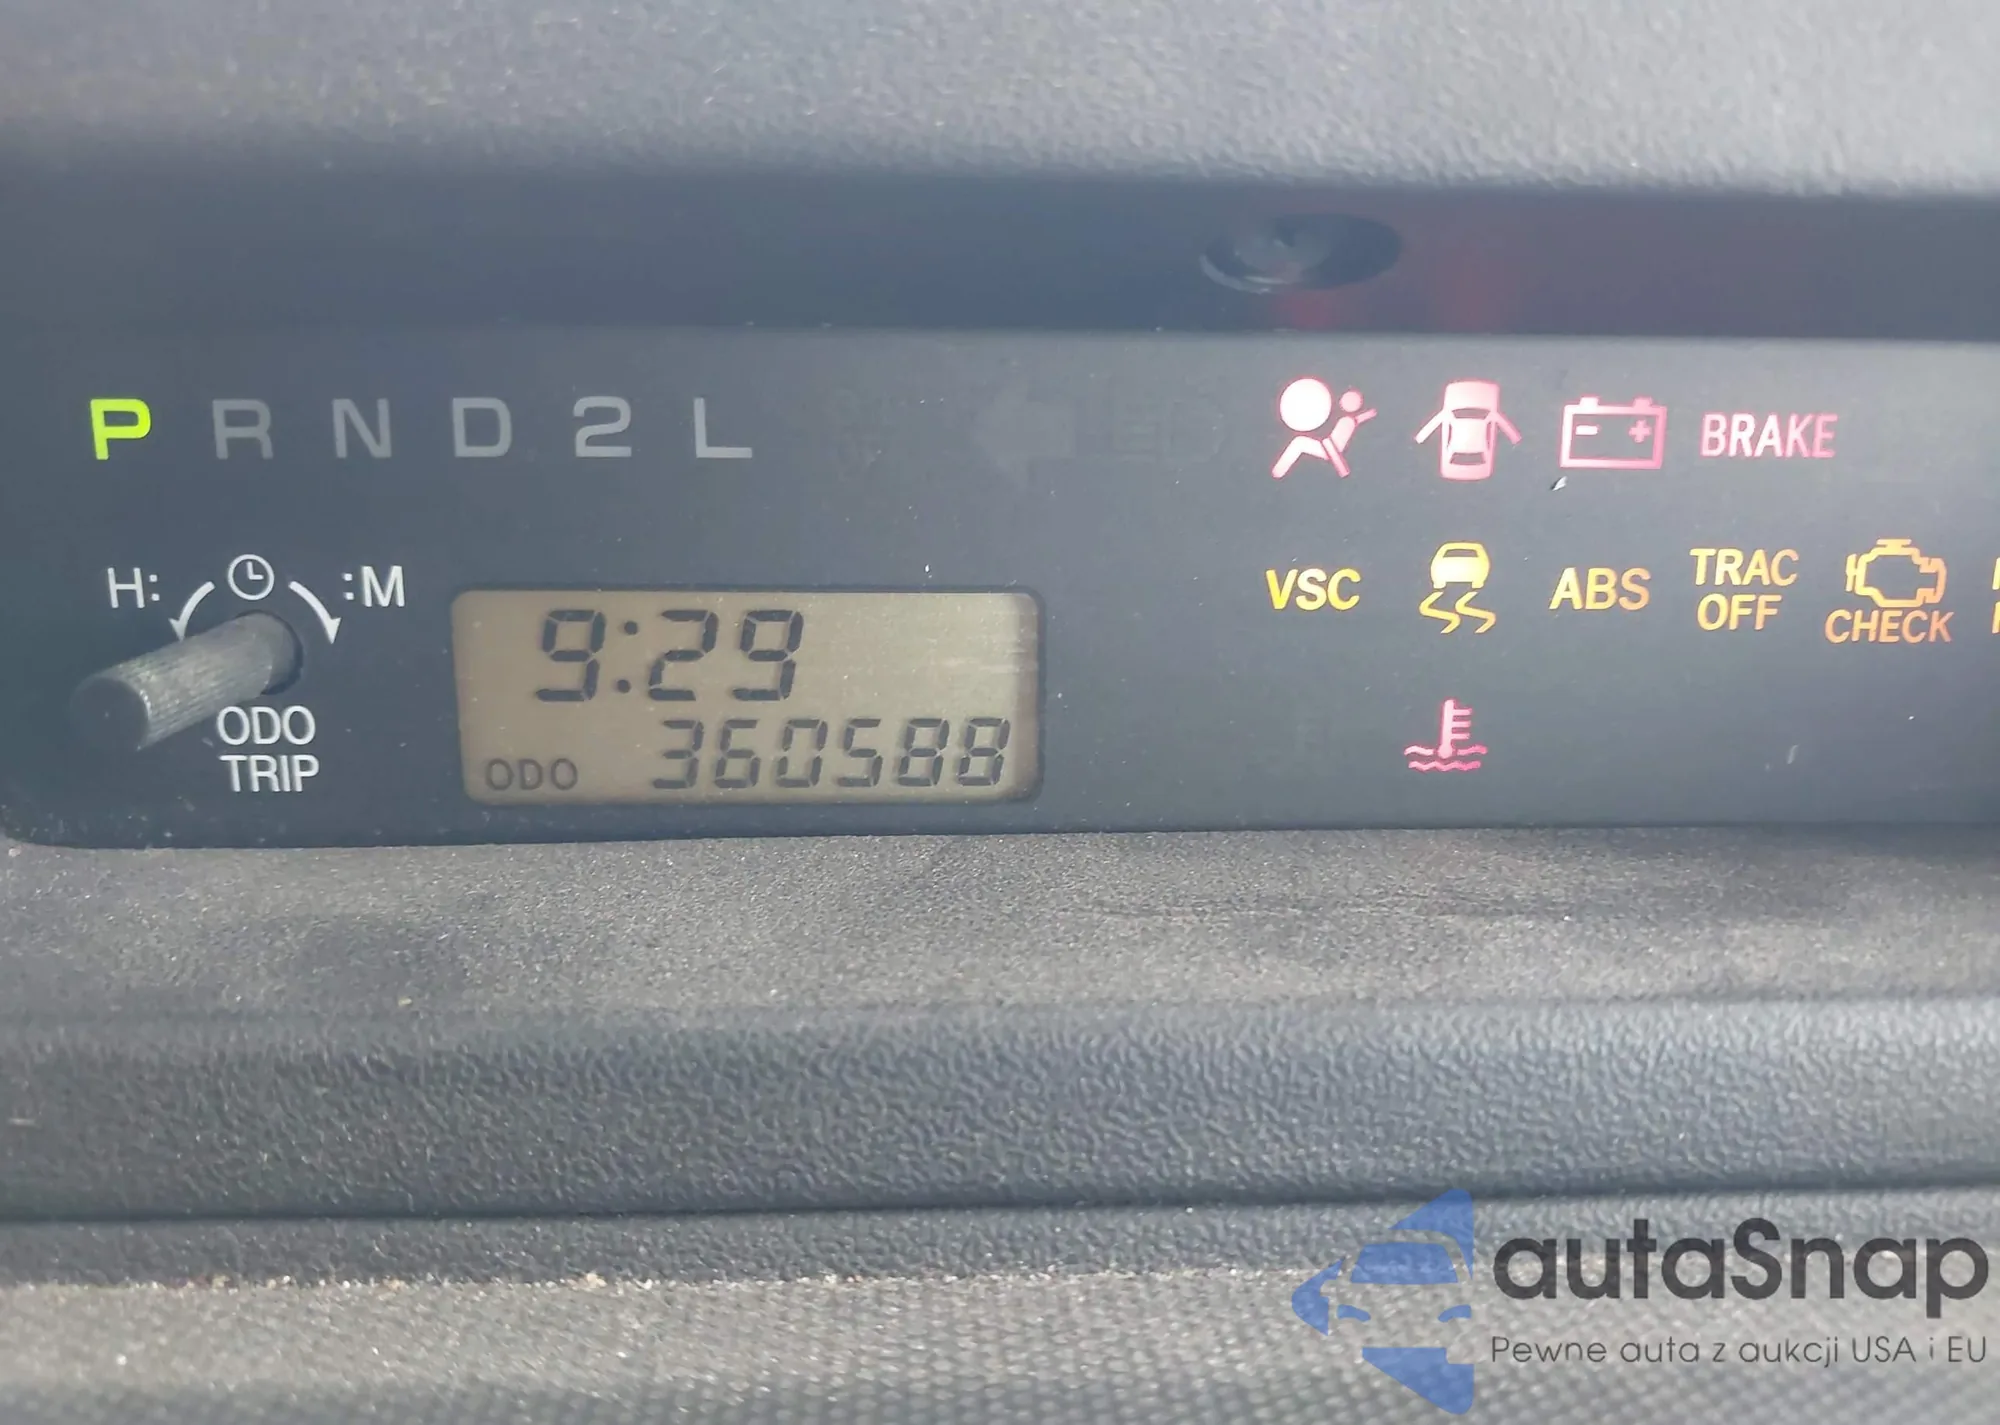 P R N D 2 L
BRAKE
H: :M
VSC ABS TRAC OFF CHECK
9:29
ODO 360588
ODO
TRIP
autaSnap
Pewne auta z aukcji USA i EU